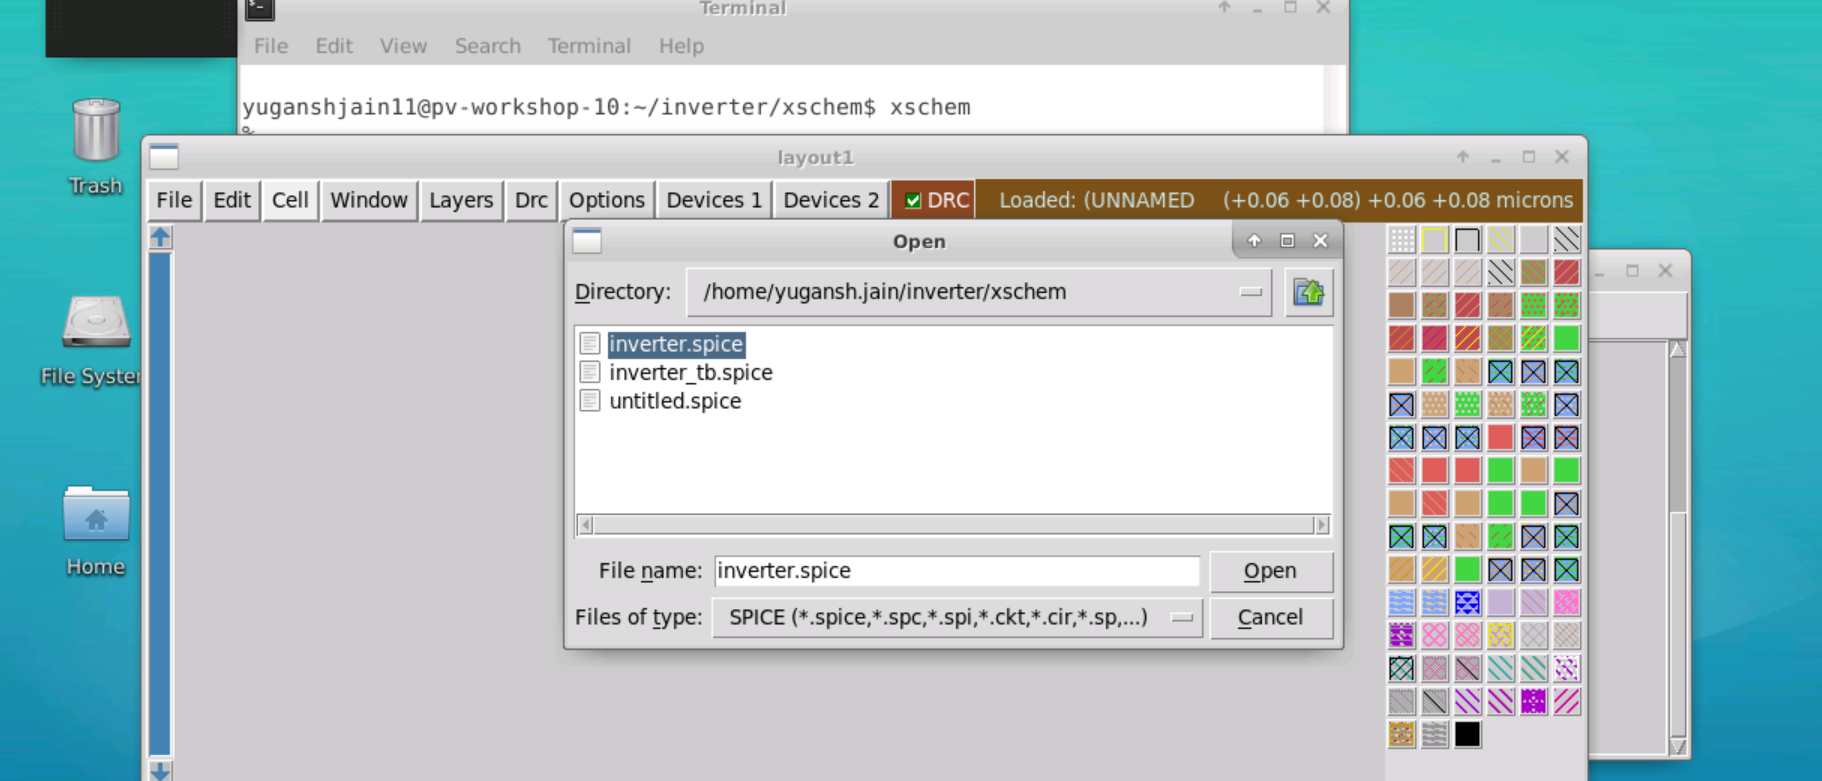 Terminal
File Edit View Search Terminal Help
yuganshjain11@pv-workshop-10:~/inverter/xschem$ xschem
%
Trash
layout1
File Edit Cell Window Layers Drc Options Devices 1 Devices 2 DRC Loaded: (UNNAMED (+0.06 +0.08) +0.06 +0.08 microns
Open
Directory: /home/yugansh.jain/inverter/xschem
inverter.spice
inverter_tb.spice
untitled.spice
File Syster
Home
File name: inverter.spice Open
Files of type: SPICE (*.spice,*.spc,*.spi,*.ckt,*.cir,*.sp,...) Cancel